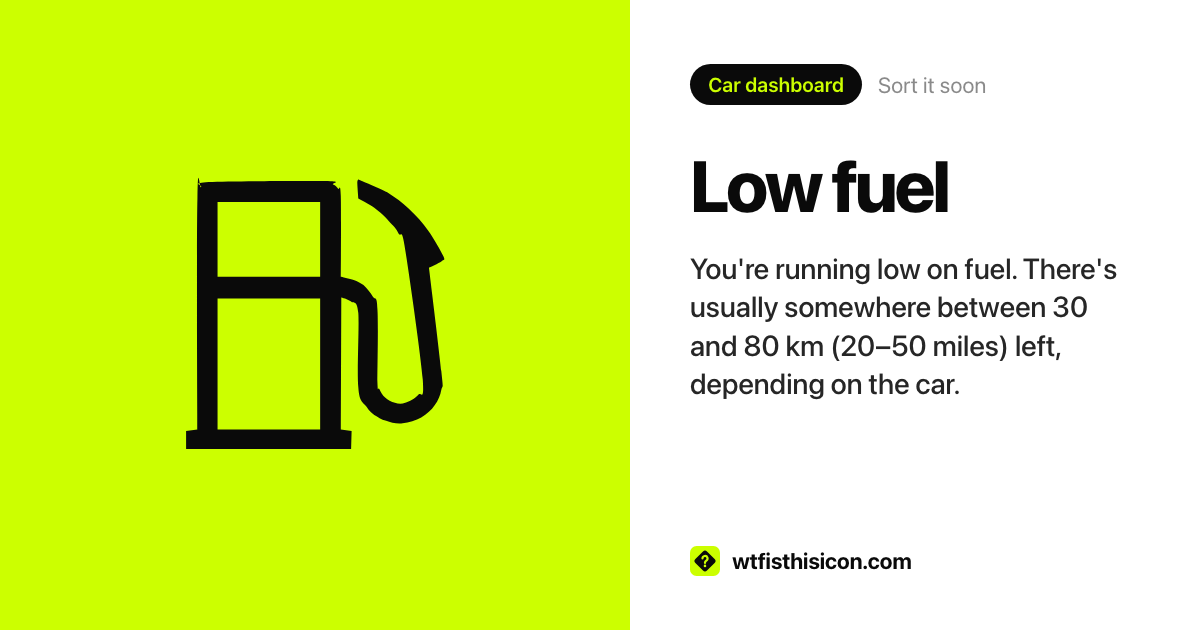 Car dashboard
Sort it soon
Low fuel
You're running low on fuel. There's
usually somewhere between 30
and 80 km (20–50 miles) left,
depending on the car.
?
wtfisthisicon.com